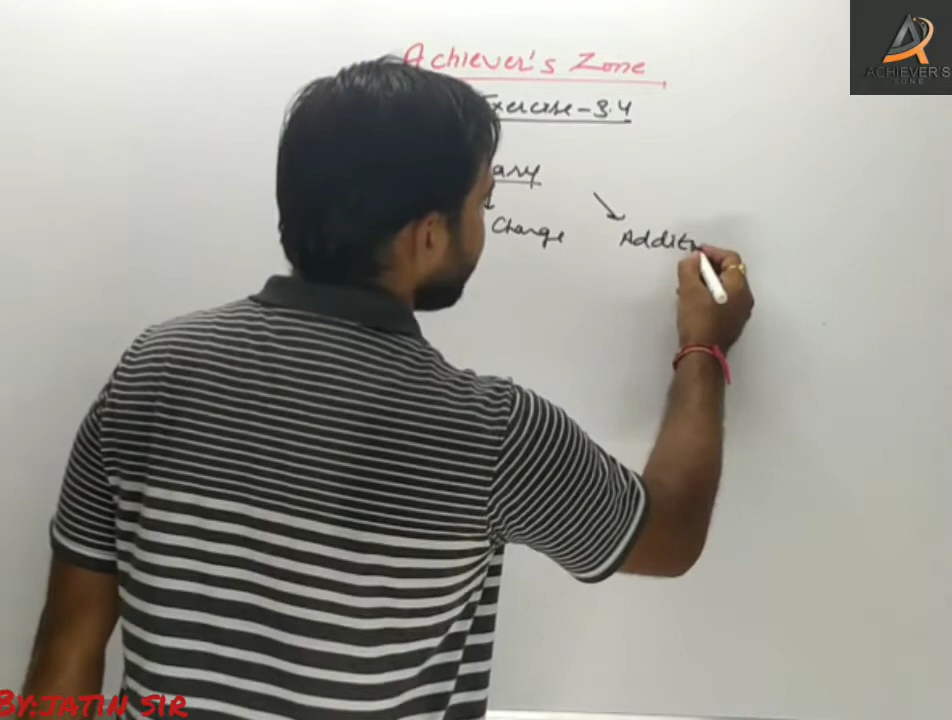 Achiever's Zone
Exercise-3.4
ary
Change Addit
ACHIEVER'S
ZONE
BY:JATIN SIR